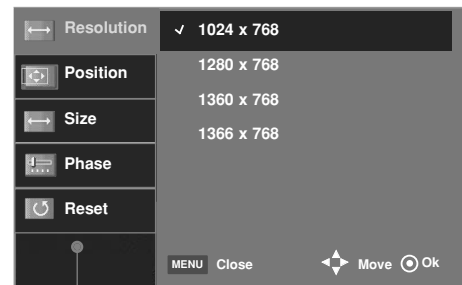 Resolution
✓ 1024 x 768
1280 x 768
1360 x 768
1366 x 768
Position
Size
Phase
Reset
MENU Close Move Ok